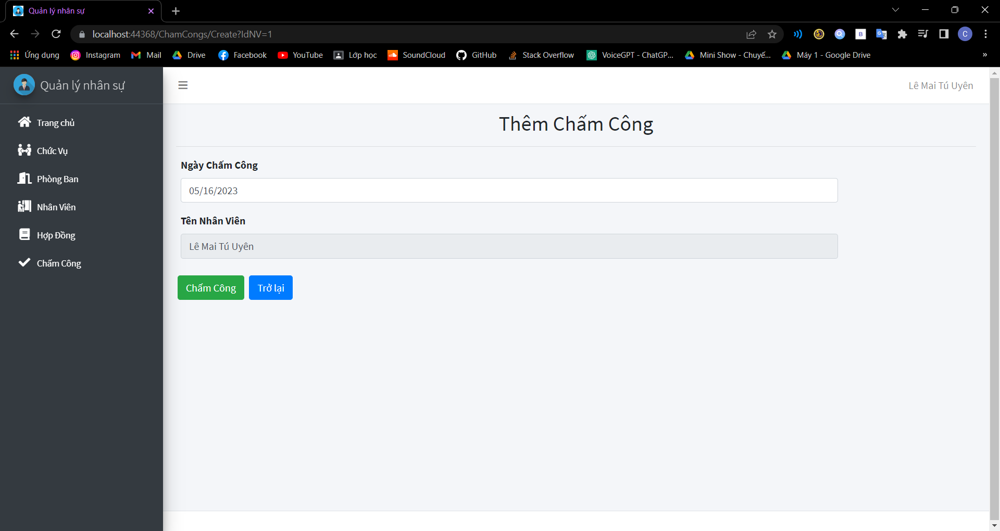 Quản lý nhân sự
localhost:44368/ChamCongs/Create?IdNV=1
B
C
Ứng dụng
Instagram
Mail
Drive
Facebook
YouTube
Lớp học
SoundCloud
GitHub
Stack Overflow
VoiceGPT - ChatGP...
Mini Show - Chuyế...
Máy 1 - Google Drive
»
Quản lý nhân sự
Lê Mai Tú Uyên
Trang chủ
Chức Vụ
Phòng Ban
Nhân Viên
Hợp Đồng
Chấm Công
Thêm Chấm Công
Ngày Chấm Công
05/16/2023
Tên Nhân Viên
Lê Mai Tú Uyên
Chấm Công
Trở lại